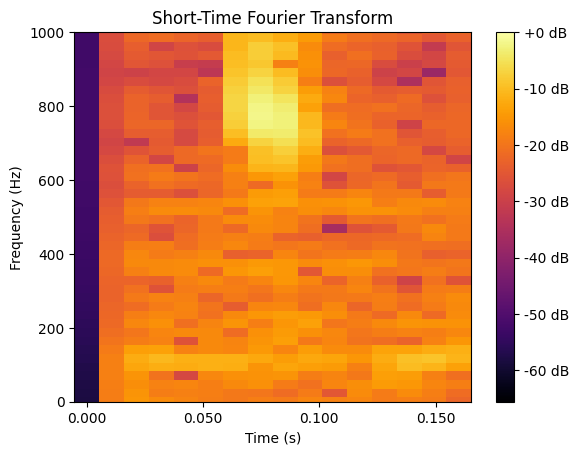 Short-Time Fourier Transform
1000
800
600
400
200
0
Frequency (Hz)
0.000
0.050
0.100
0.150
Time (s)
+0 dB
-10 dB
-20 dB
-30 dB
-40 dB
-50 dB
-60 dB